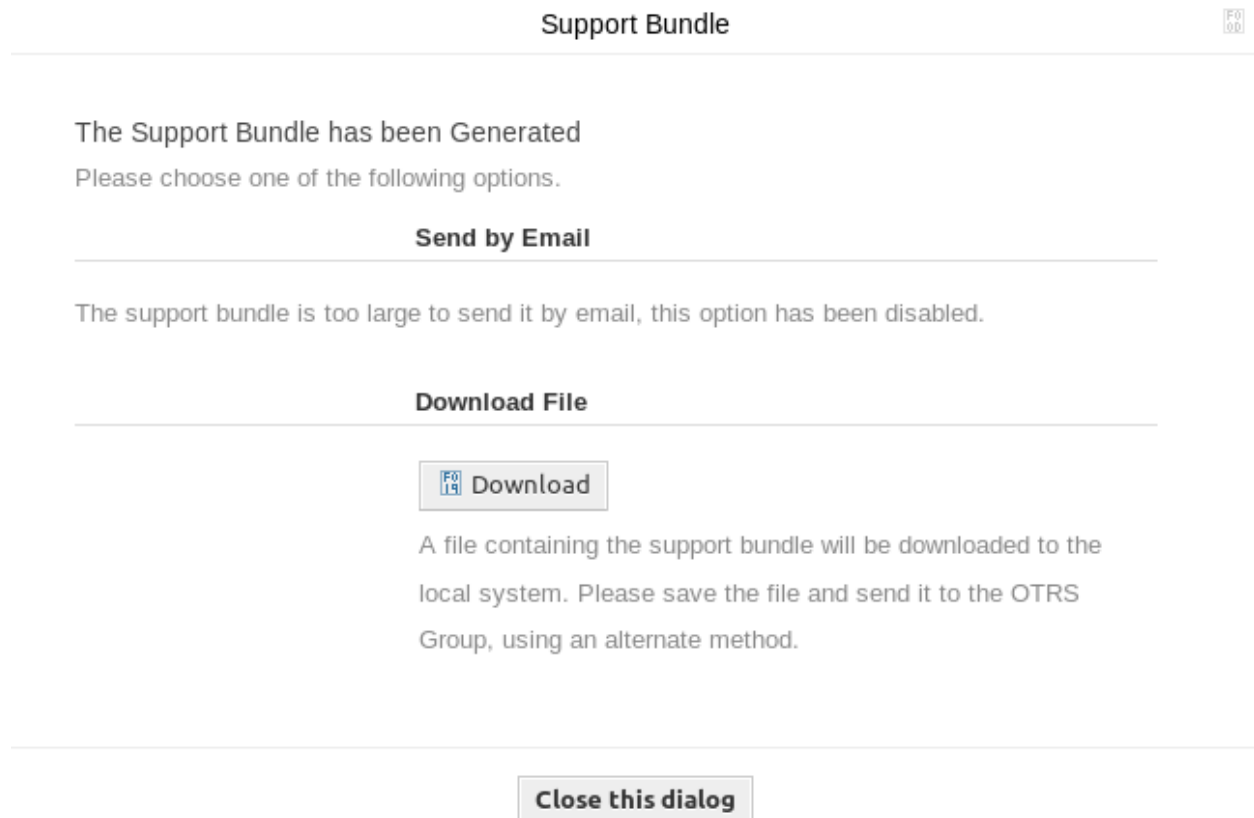 Support Bundle
The Support Bundle has been Generated
Please choose one of the following options.
Send by Email
The support bundle is too large to send it by email, this option has been disabled.
Download File
Download
A file containing the support bundle will be downloaded to the
local system. Please save the file and send it to the OTRS
Group, using an alternate method.
Close this dialog